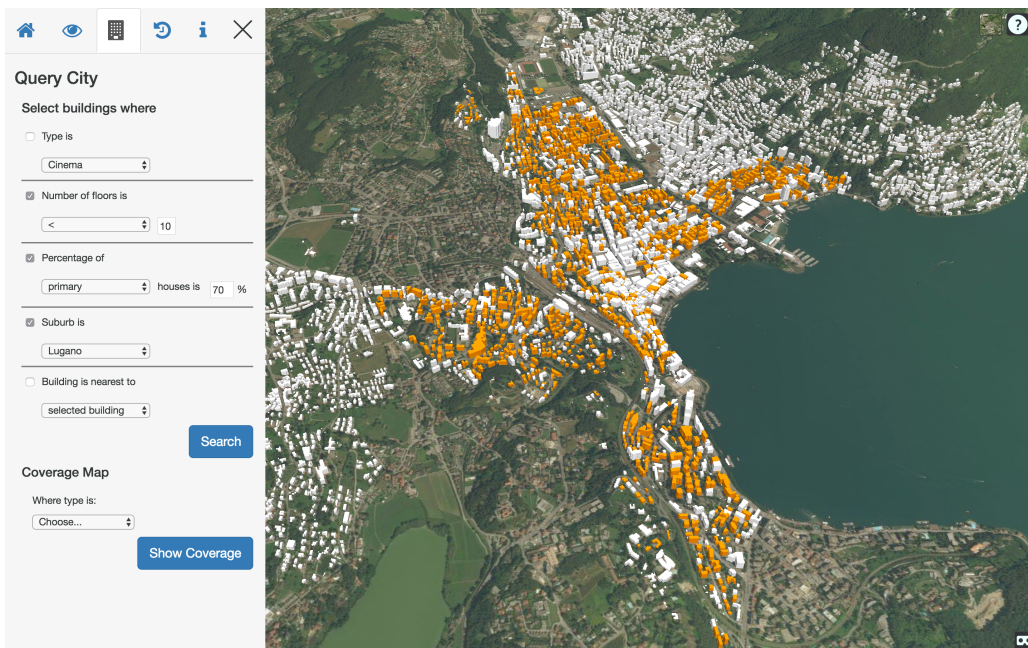 ?
Query City
Select buildings where
Type is
Cinema
Number of floors is
< 10
Percentage of
primary houses is 70 %
Suburb is
Lugano
Building is nearest to
selected building
Search
Coverage Map
Where type is:
Choose...
Show Coverage